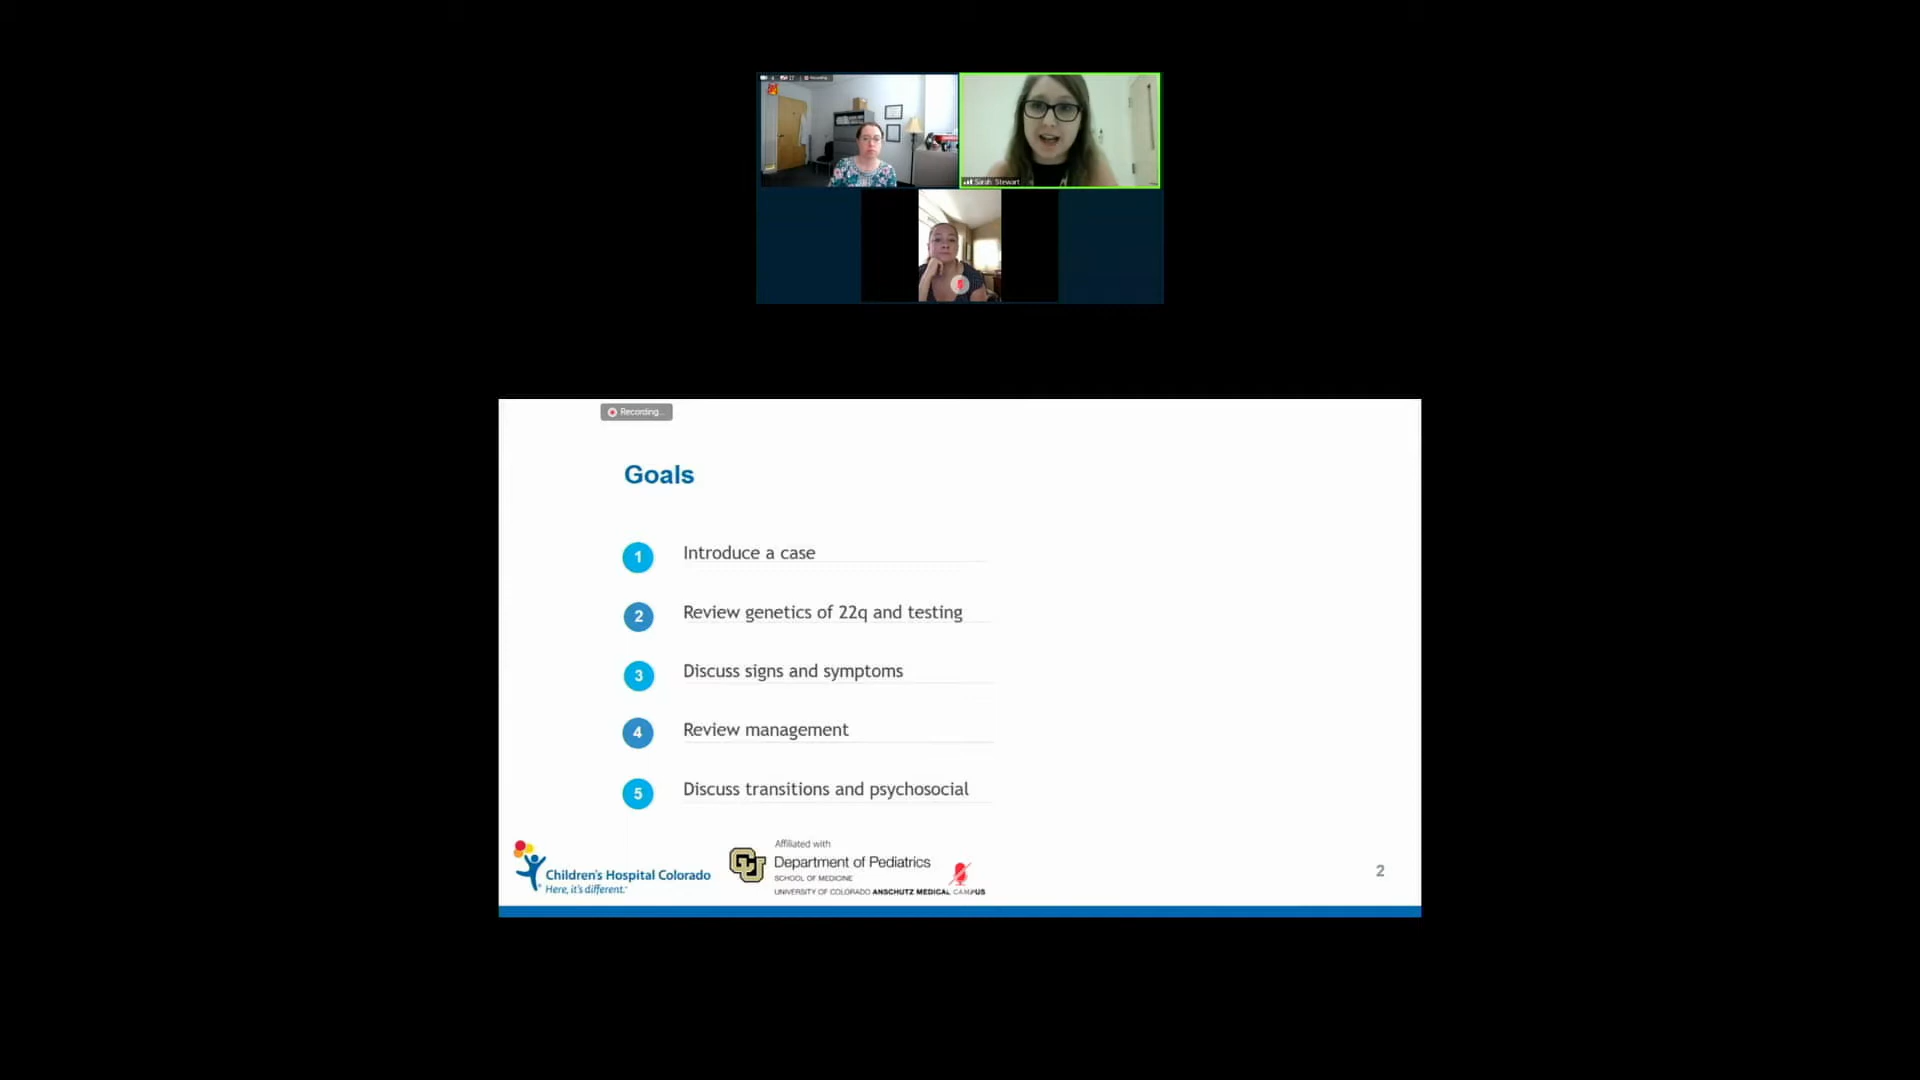 Recording...
Sarah Stewart
Recording...
Goals
1 Introduce a case
2 Review genetics of 22q and testing
3 Discuss signs and symptoms
4 Review management
5 Discuss transitions and psychosocial
Children's Hospital Colorado
Here, it's different.
CU
Affiliated with
Department of Pediatrics
SCHOOL OF MEDICINE
UNIVERSITY OF COLORADO ANSCHUTZ MEDICAL CAMPUS
2